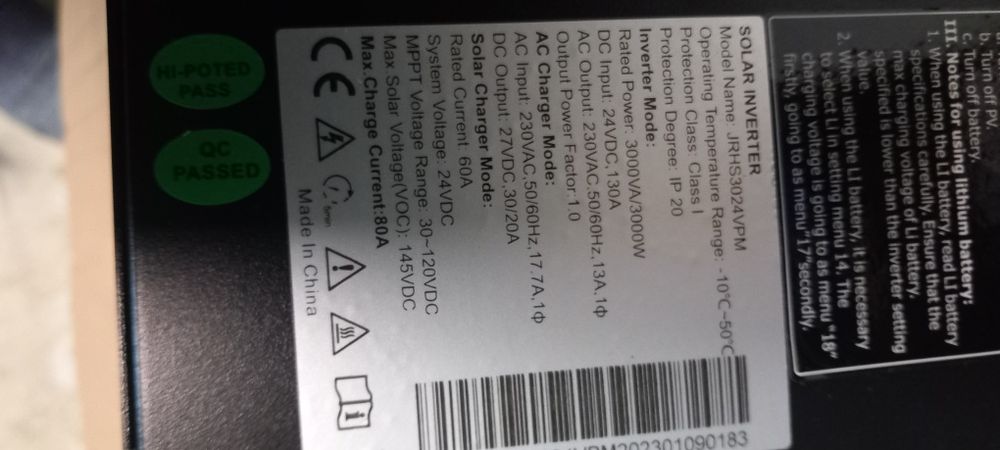 SOLAR INVERTER
Model Name: JRHS3024VPM
Operating Temperature Range: -10℃~50℃
Protection Class: Class I
Protection Degree: IP 20
Inverter Mode:
Rated Power: 3000VA/3000W
DC Input: 24VDC,130A
AC Output: 220VAC.50/60Hz,13A.1ф
Output Power Factor:1.0
AC Charger Mode:
AC Input: 230VAC,50/60Hz,17.7A,1ф
DC Output: 27VDC,30/20A
Solar Charger Mode:
Rated Current: 60A
System Voltage: 24VDC
MPPT Voltage Range: 30~120VDC
Max Solar Voltage(VOC): 145VDC
Max.Charge Current:80A
CE
5min
Made In China
202301090183
b. Turn off PV.
c. Turn off battery.
III. Notes for using lithium battery:
1. When using the LI battery, read LI battery
specificas carefully. Ensure that the
max charging voltage of LI battery.
specified is lower than the inverter setting
value.
2. When using the LI battery, it is necessary
to select LI in setting menu 14, The
charging voltage is going to as menu "18"
firstly, going to as menu"17"secondly.
HI-POTED
PASS
QC
PASSED